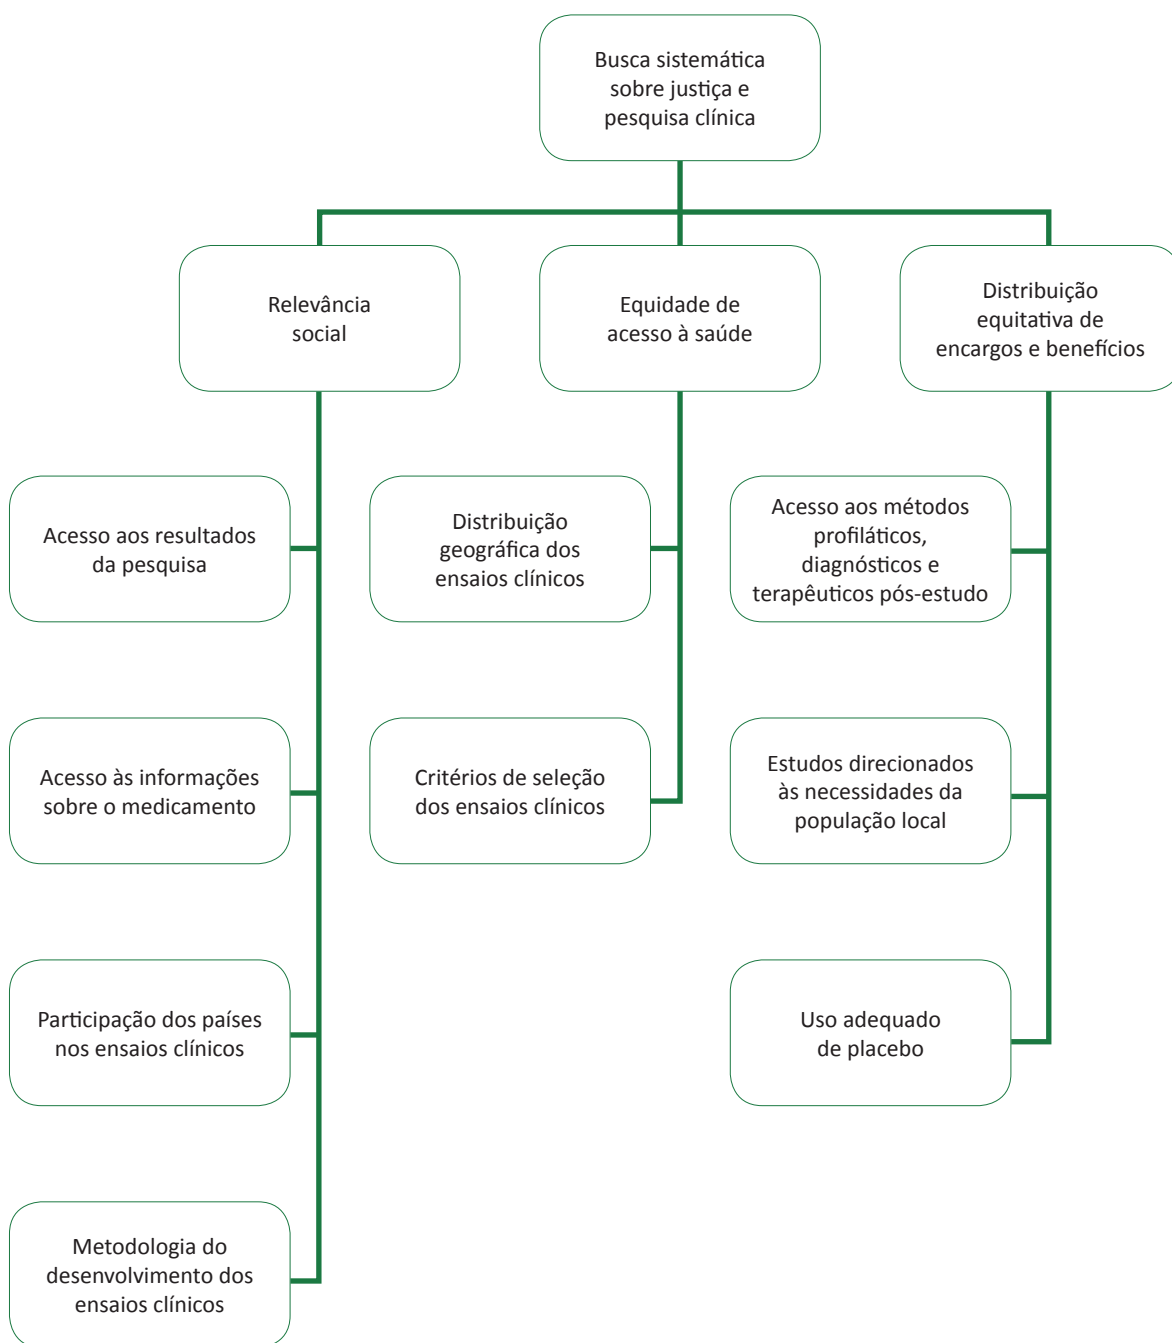 Busca sistemática
sobre justiça e
pesquisa clínica
Relevância
social
Equidade de
acesso à saúde
Distribuição
equitativa de
encargos e benefícios
Acesso aos resultados
da pesquisa
Distribuição
geográfica dos
ensaios clínicos
Acesso aos métodos
profiláticos,
diagnósticos e
terapêuticos pós-estudo
Acesso às informações
sobre o medicamento
Critérios de seleção
dos ensaios clínicos
Estudos direcionados
às necessidades da
população local
Participação dos países
nos ensaios clínicos
Uso adequado
de placebo
Metodologia do
desenvolvimento dos
ensaios clínicos